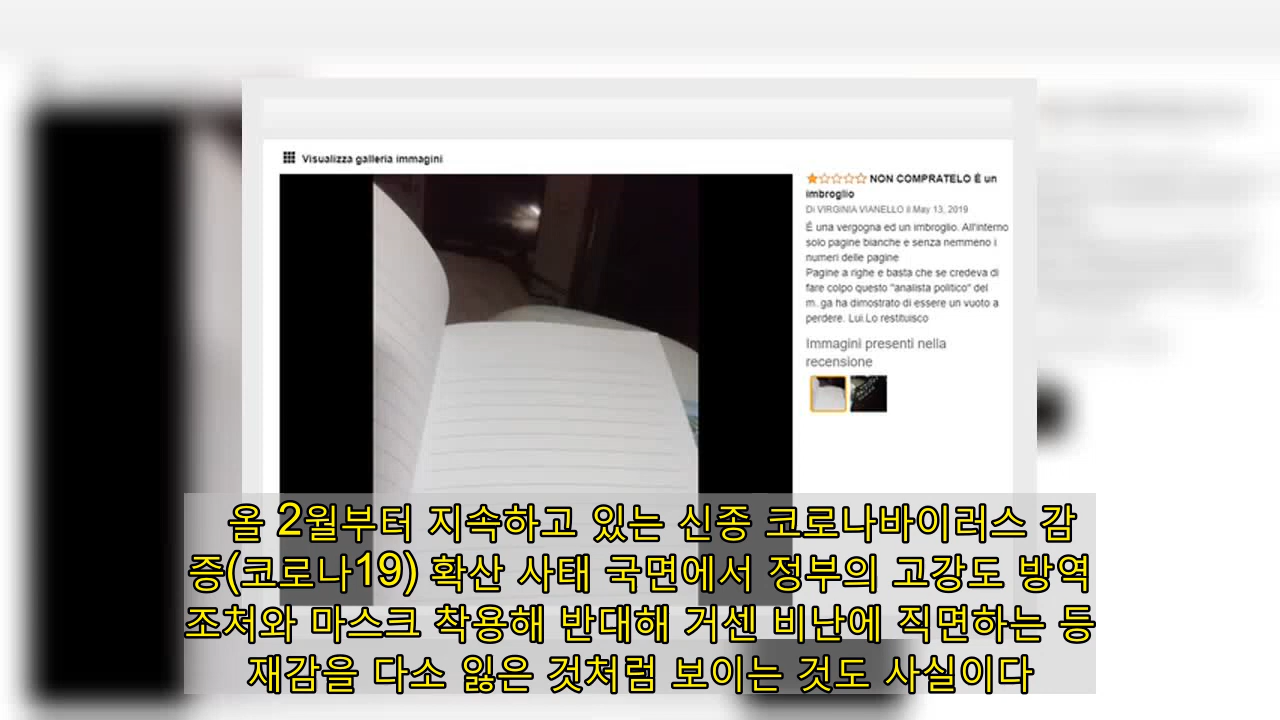 Visualizza galleria immagini
NON COMPRATELO È un
imbroglio
Di VIRGINIA VIANELLO il May 13, 2019
È una vergogna ed un imbroglio. All'interno
solo pagine bianche e senza nemmeno i
numeri delle pagine
Pagine a righe e basta che se credeva di
fare colpo questo "analista politico" del
m..ga ha dimostrato di essere un vuoto a
perdere. Lui.Lo restituisco
Immagini presenti nella
recensione
올 2월부터 지속하고 있는 신종 코로나바이러스 감
증(코로나19) 확산 사태 국면에서 정부의 고강도 방역
조처와 마스크 착용해 반대해 거센 비난에 직면하는 등
재감을 다소 잃은 것처럼 보이는 것도 사실이다